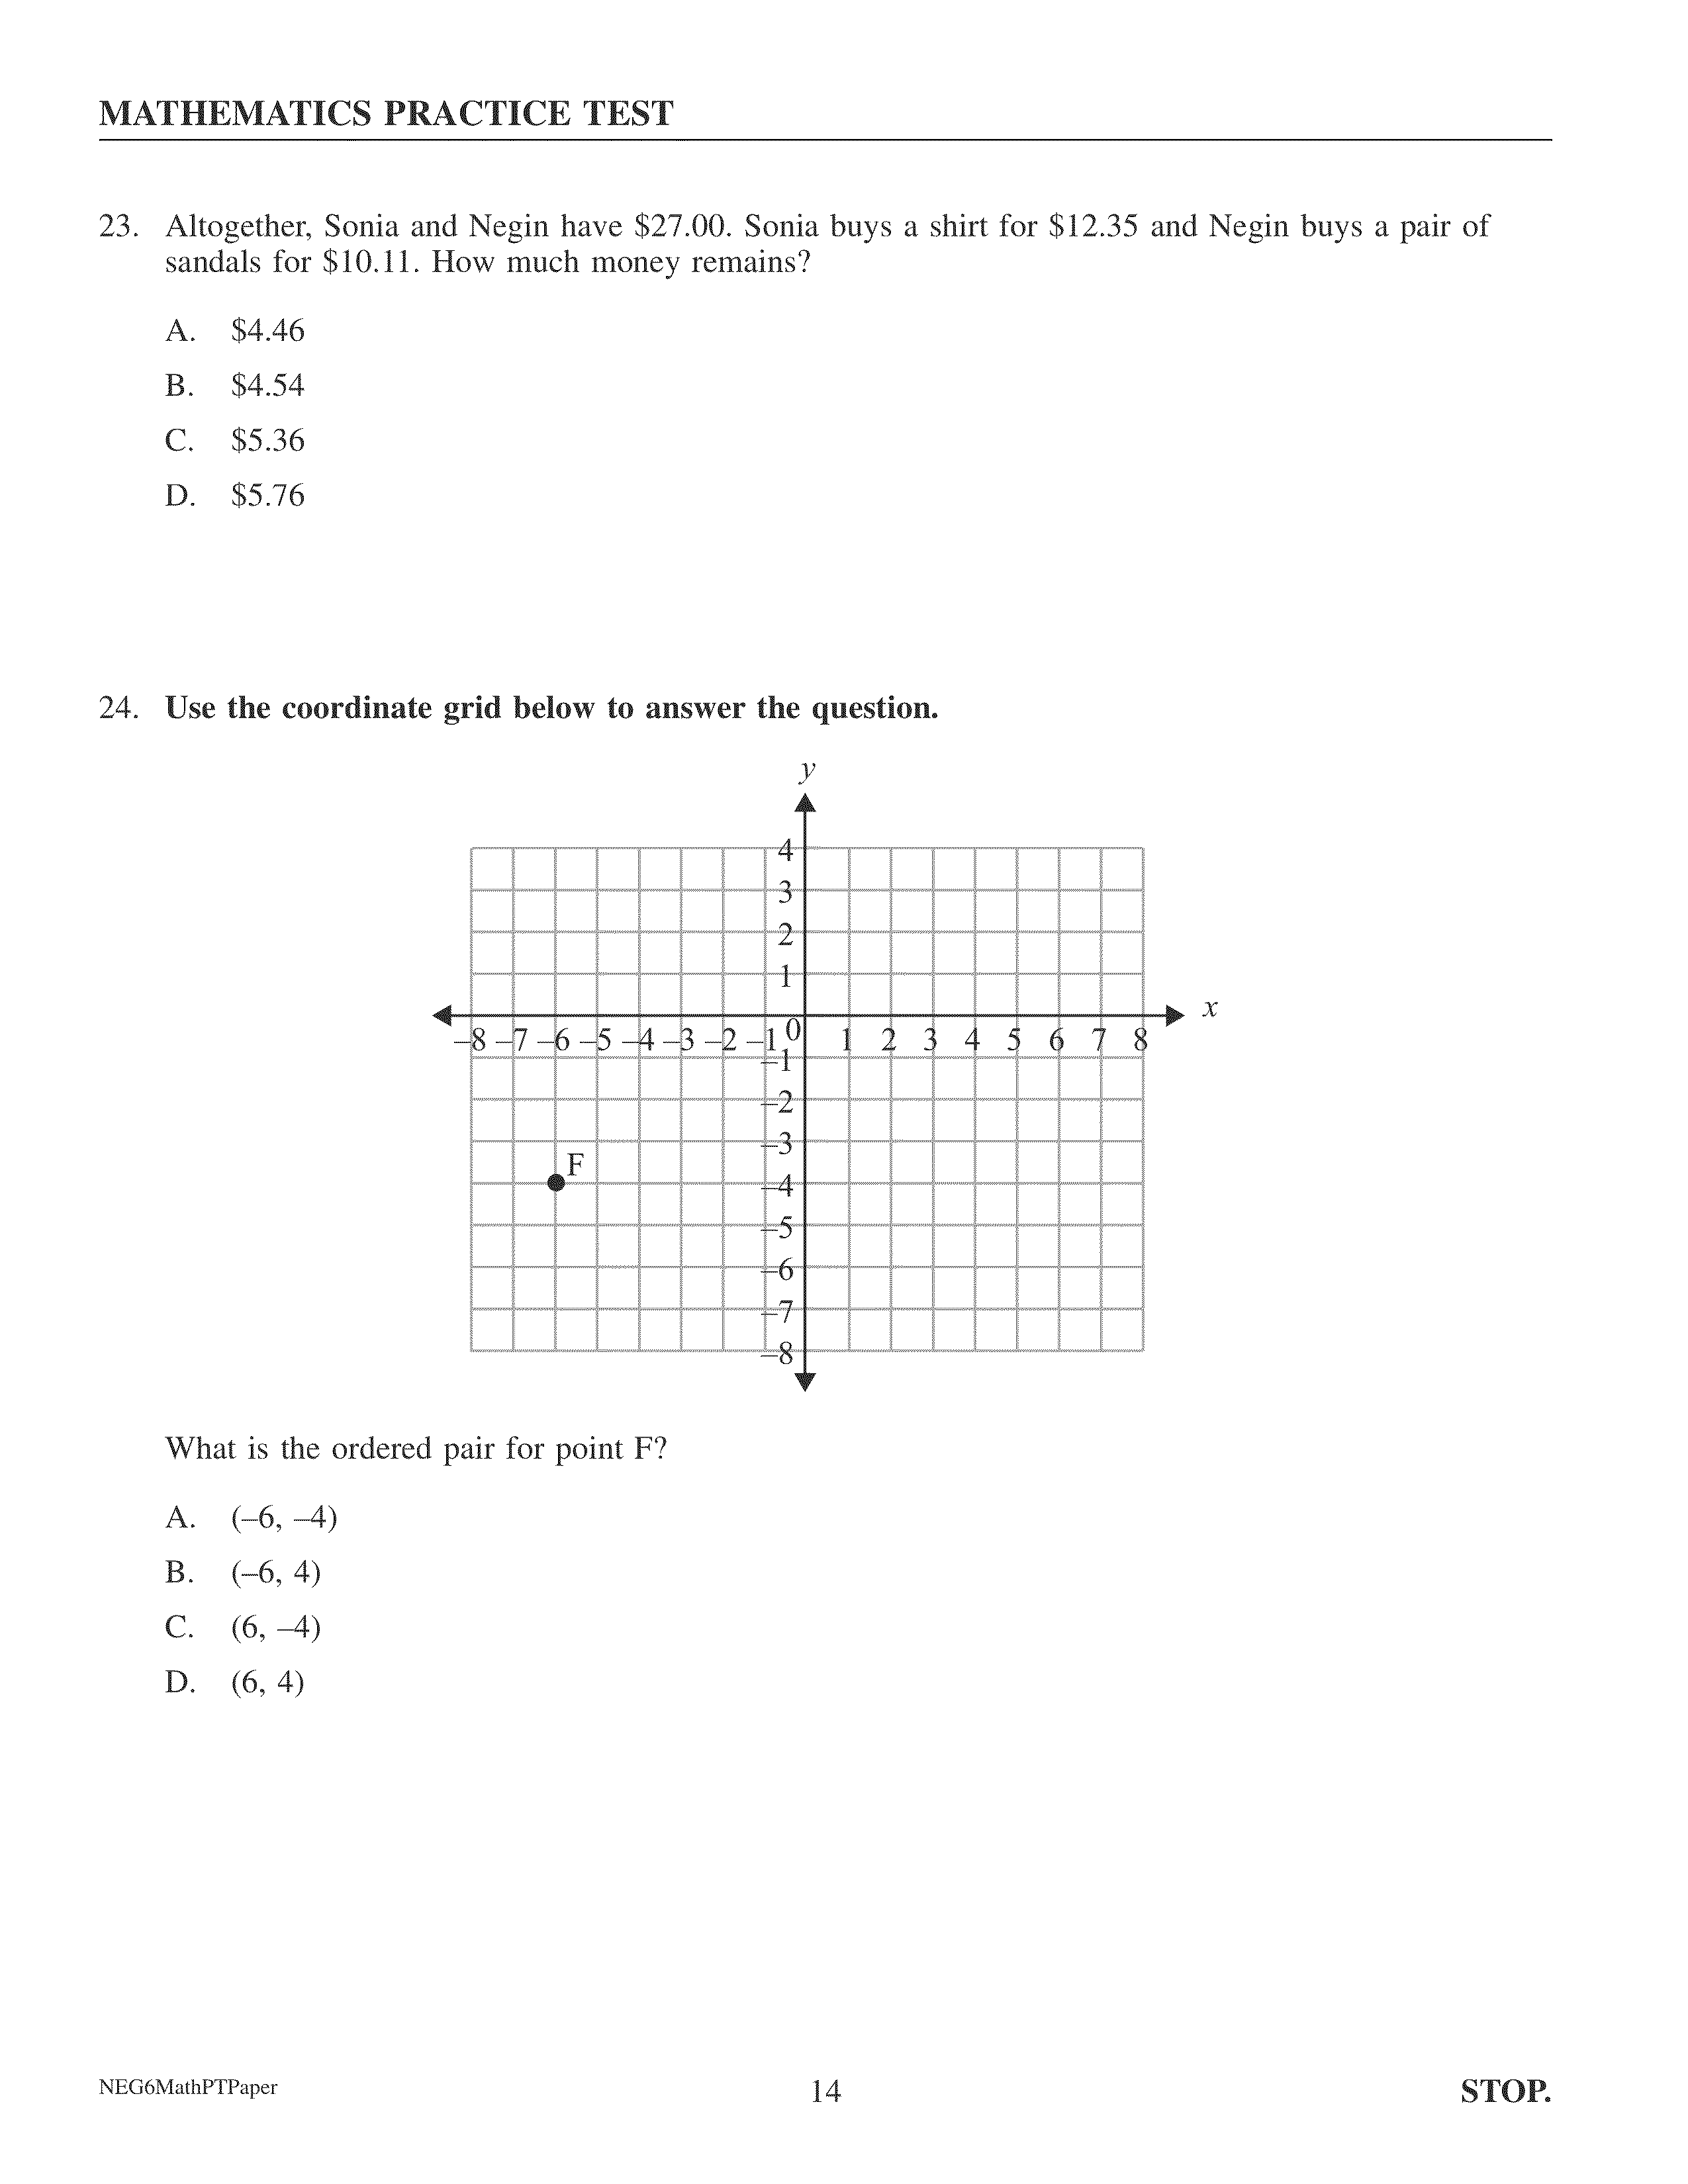 MATHEMATICS PRACTICE TEST
23. Altogether, Sonia and Negin have $27.00. Sonia buys a shirt for $12.35 and Negin buys a pair of
sandals for $10.11. How much money remains?
A. $4.46
B. $4.54
C. $5.36
D. $5.76
24. Use the coordinate grid below to answer the question.
y
4
3
2
1
x
–8 –7 –6 –5 –4 –3 –2 –1 0 1 2 3 4 5 6 7 8
–1
–2
–3
F
–4
–5
–6
–7
–8
What is the ordered pair for point F?
A. (–6, –4)
B. (–6, 4)
C. (6, –4)
D. (6, 4)
NEG6MathPTPaper 14 STOP.